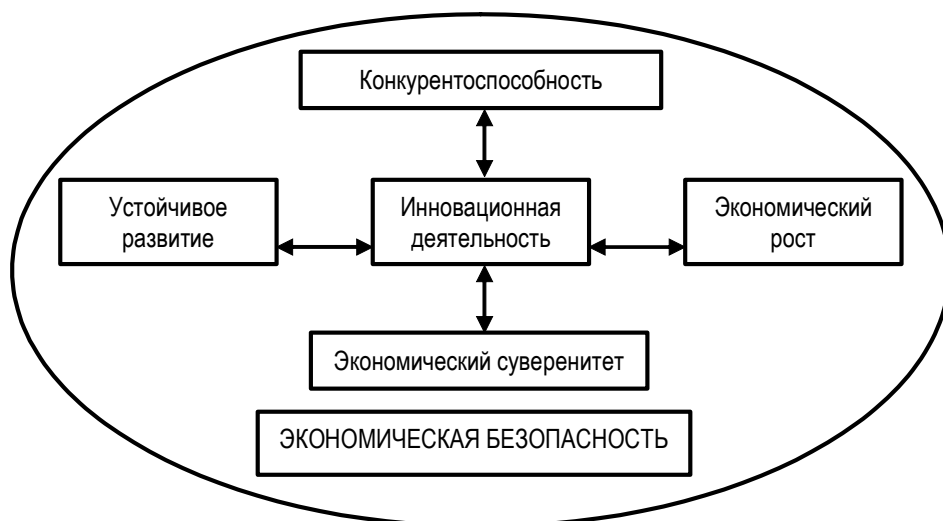 Конкурентоспособность
Устойчивое
развитие
Инновационная
деятельность
Экономический
рост
Экономический суверенитет
ЭКОНОМИЧЕСКАЯ БЕЗОПАСНОСТЬ